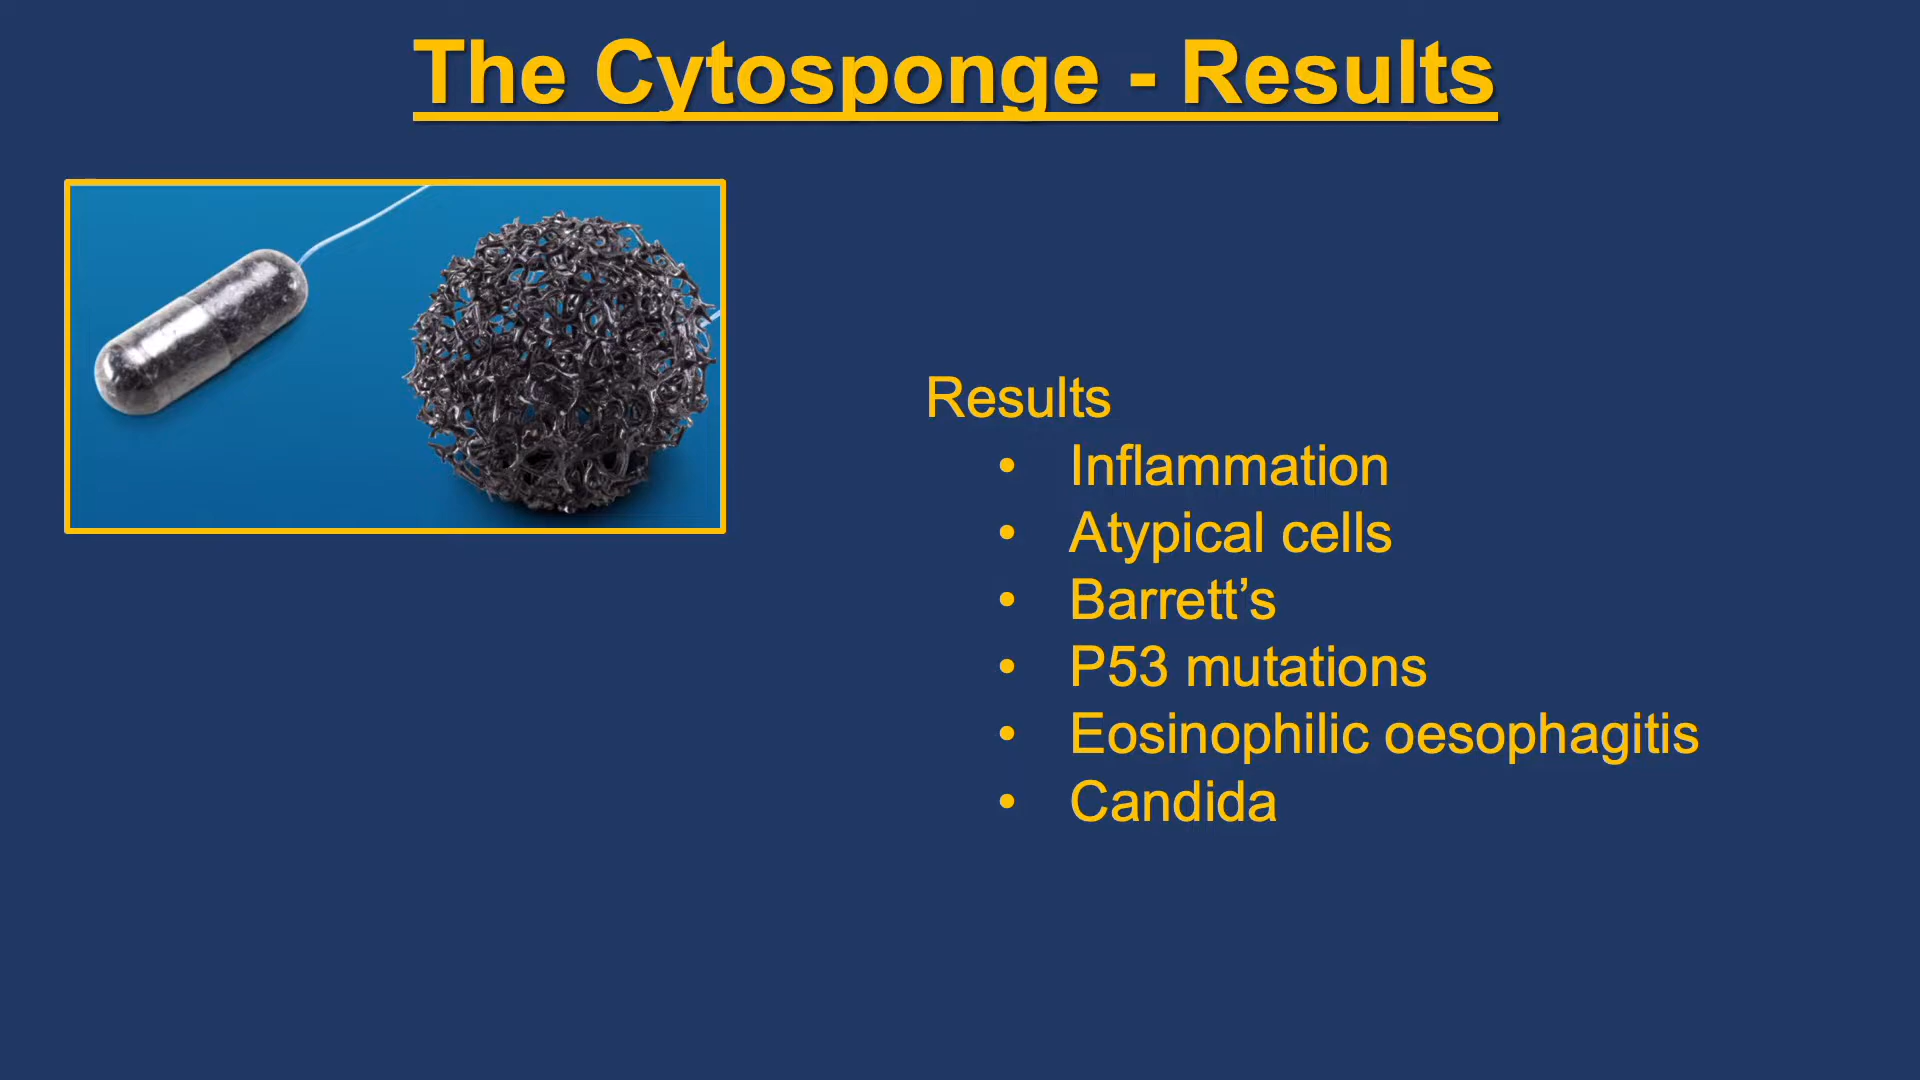 The Cytosponge - Results
Results
• Inflammation
• Atypical cells
• Barrett’s
• P53 mutations
• Eosinophilic oesophagitis
• Candida